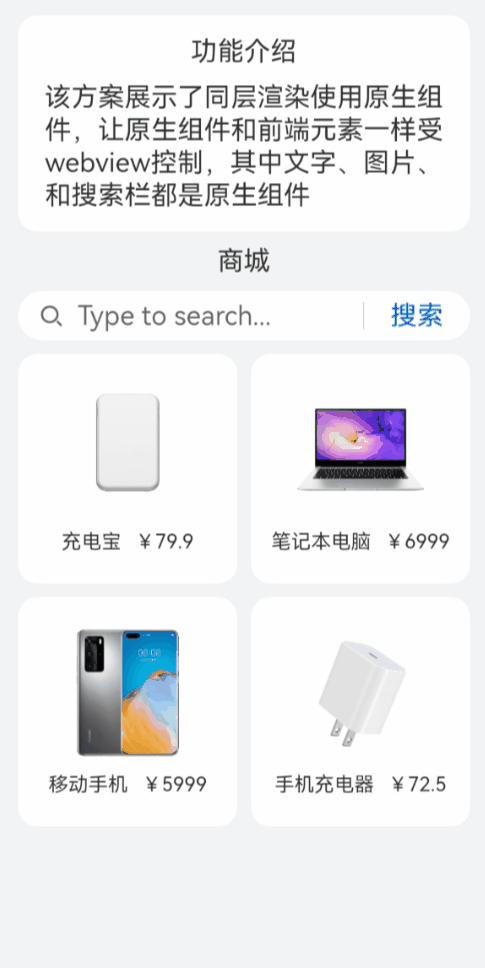 功能介绍
该方案展示了同层渲染使用原生组
件，让原生组件和前端元素一样受
webview控制，其中文字、图片、
和搜索栏都是原生组件
商城
Type to search... 搜索
充电宝 ￥79.9
笔记本电脑 ￥6999
08:08
移动手机 ￥5999
手机充电器 ￥72.5